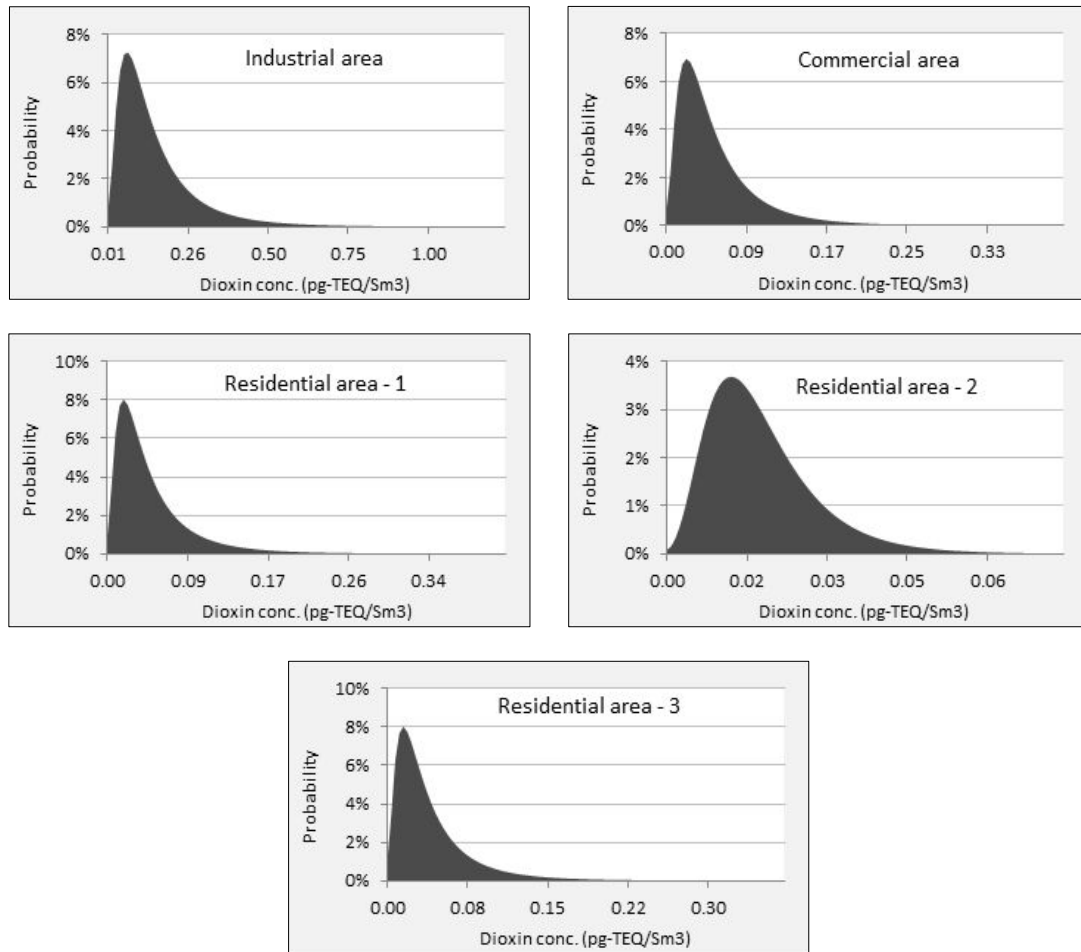 Industrial area
Probability
8%
6%
4%
2%
0%
0.01 0.26 0.50 0.75 1.00
Dioxin conc. (pg-TEQ/Sm3)
Commercial area
Probability
8%
6%
4%
2%
0%
0.00 0.09 0.17 0.25 0.33
Dioxin conc. (pg-TEQ/Sm3)
Residential area - 1
Probability
10%
8%
6%
4%
2%
0%
0.00 0.09 0.17 0.26 0.34
Dioxin conc. (pg-TEQ/Sm3)
Residential area - 2
Probability
4%
3%
2%
1%
0%
0.00 0.02 0.03 0.05 0.06
Dioxin conc. (pg-TEQ/Sm3)
Residential area - 3
Probability
10%
8%
6%
4%
2%
0%
0.00 0.08 0.15 0.22 0.30
Dioxin conc. (pg-TEQ/Sm3)